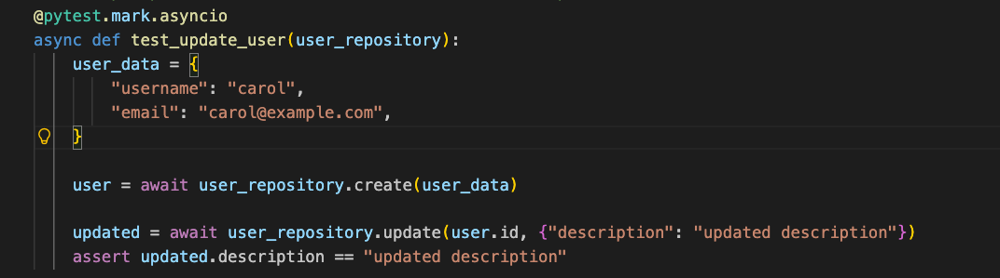 @pytest.mark.asyncio
async def test_update_user(user_repository):
    user_data = {
        "username": "carol",
        "email": "carol@example.com",
    }
    user = await user_repository.create(user_data)
    updated = await user_repository.update(user.id, {"description": "updated description"})
    assert updated.description == "updated description"